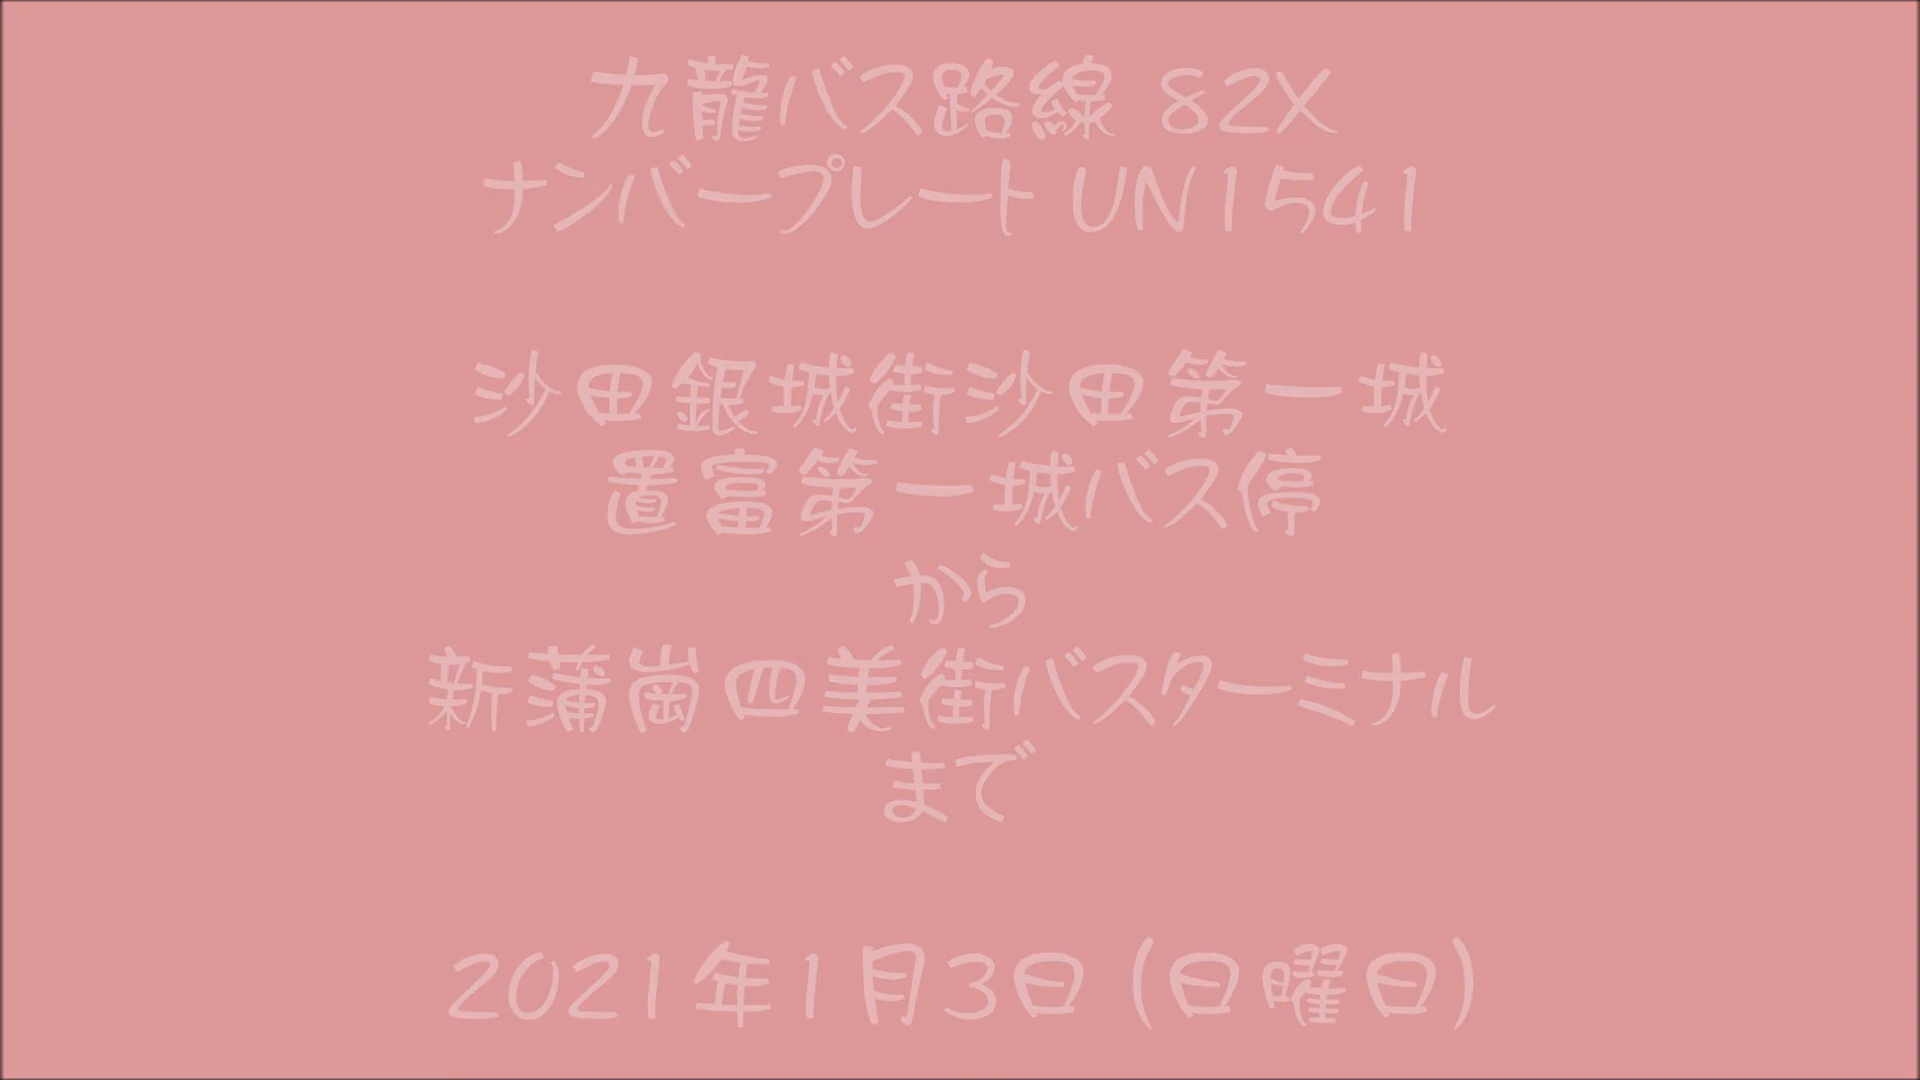 九龍バス路線 82X
ナンバープレート UN1541
沙田銀城街沙田第一城
置富第一城バス停
から
新蒲崗四美街バスターミナル
まで
2021年1月3日 (日曜日)